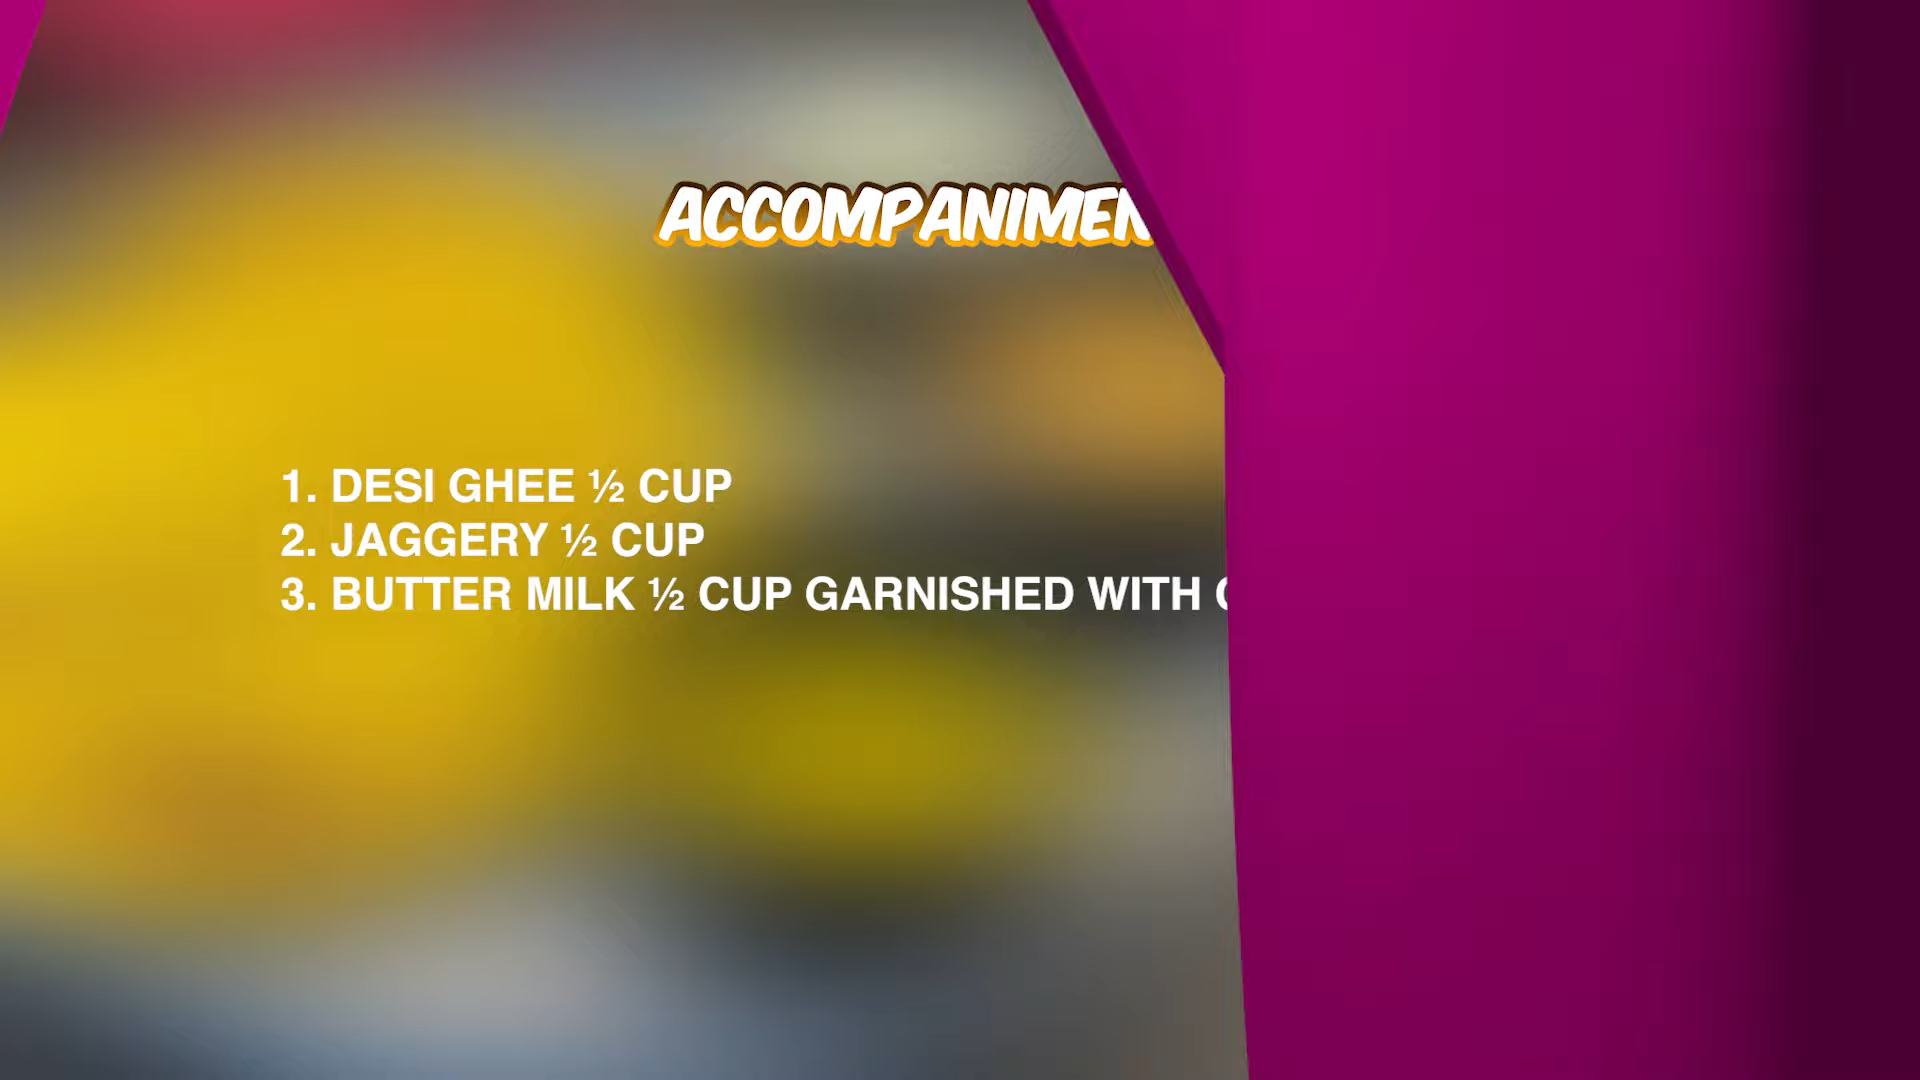 ACCOMPANIMEN
1. DESI GHEE ½ CUP
2. JAGGERY ½ CUP
3. BUTTER MILK ½ CUP GARNISHED WITH